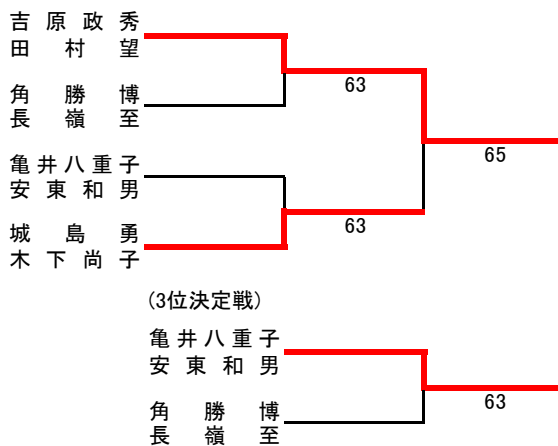 吉原政秀
田村望
角勝博
長嶺至
63
65
亀井八重子
安東和男
城島勇
木下尚子
63
(3位決定戦)
亀井八重子
安東和男
角勝博
長嶺至
63